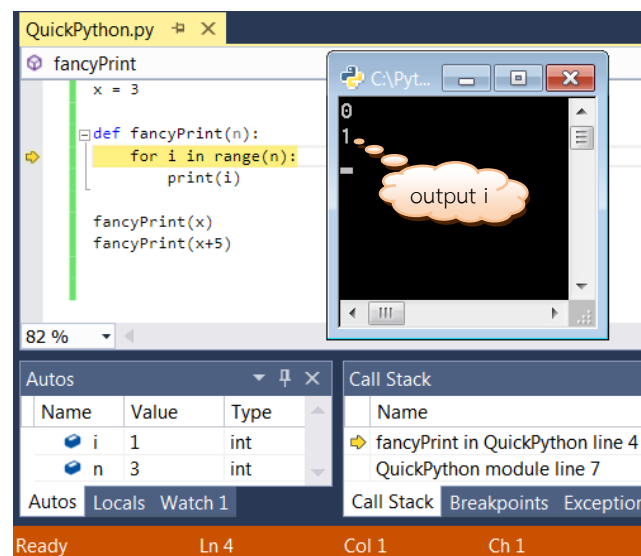 QuickPython.py
fancyPrint
x = 3
def fancyPrint(n):
for i in range(n):
print(i)
fancyPrint(x)
fancyPrint(x+5)
C:\Pyt...
0
1
output i
82 %
Autos
Name Value Type
i 1 int
n 3 int
Autos Locals Watch 1
Call Stack
Name
fancyPrint in QuickPython line 4
QuickPython module line 7
Call Stack Breakpoints Exception
Ready Ln 4 Col 1 Ch 1